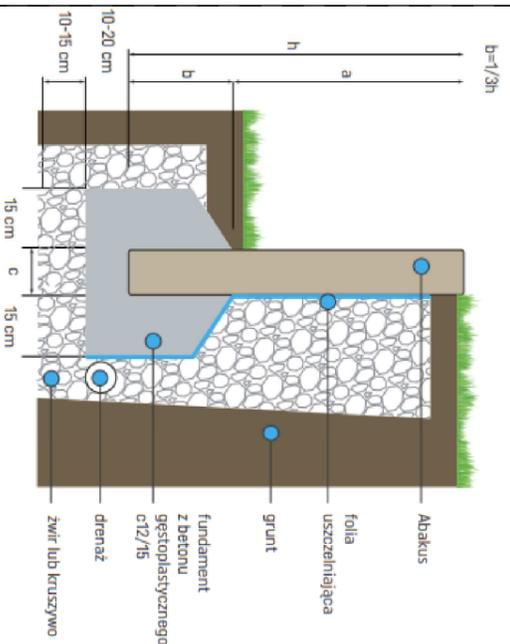 b=1/3h
h
a
b
10-20 cm
10-15 cm
15 cm
c
15 cm
Abakus
folia
uszczelniająca
grunt
fundament
z betonu
gęstoplastycznego
c12/15
drenaż
żwir lub kruszywo